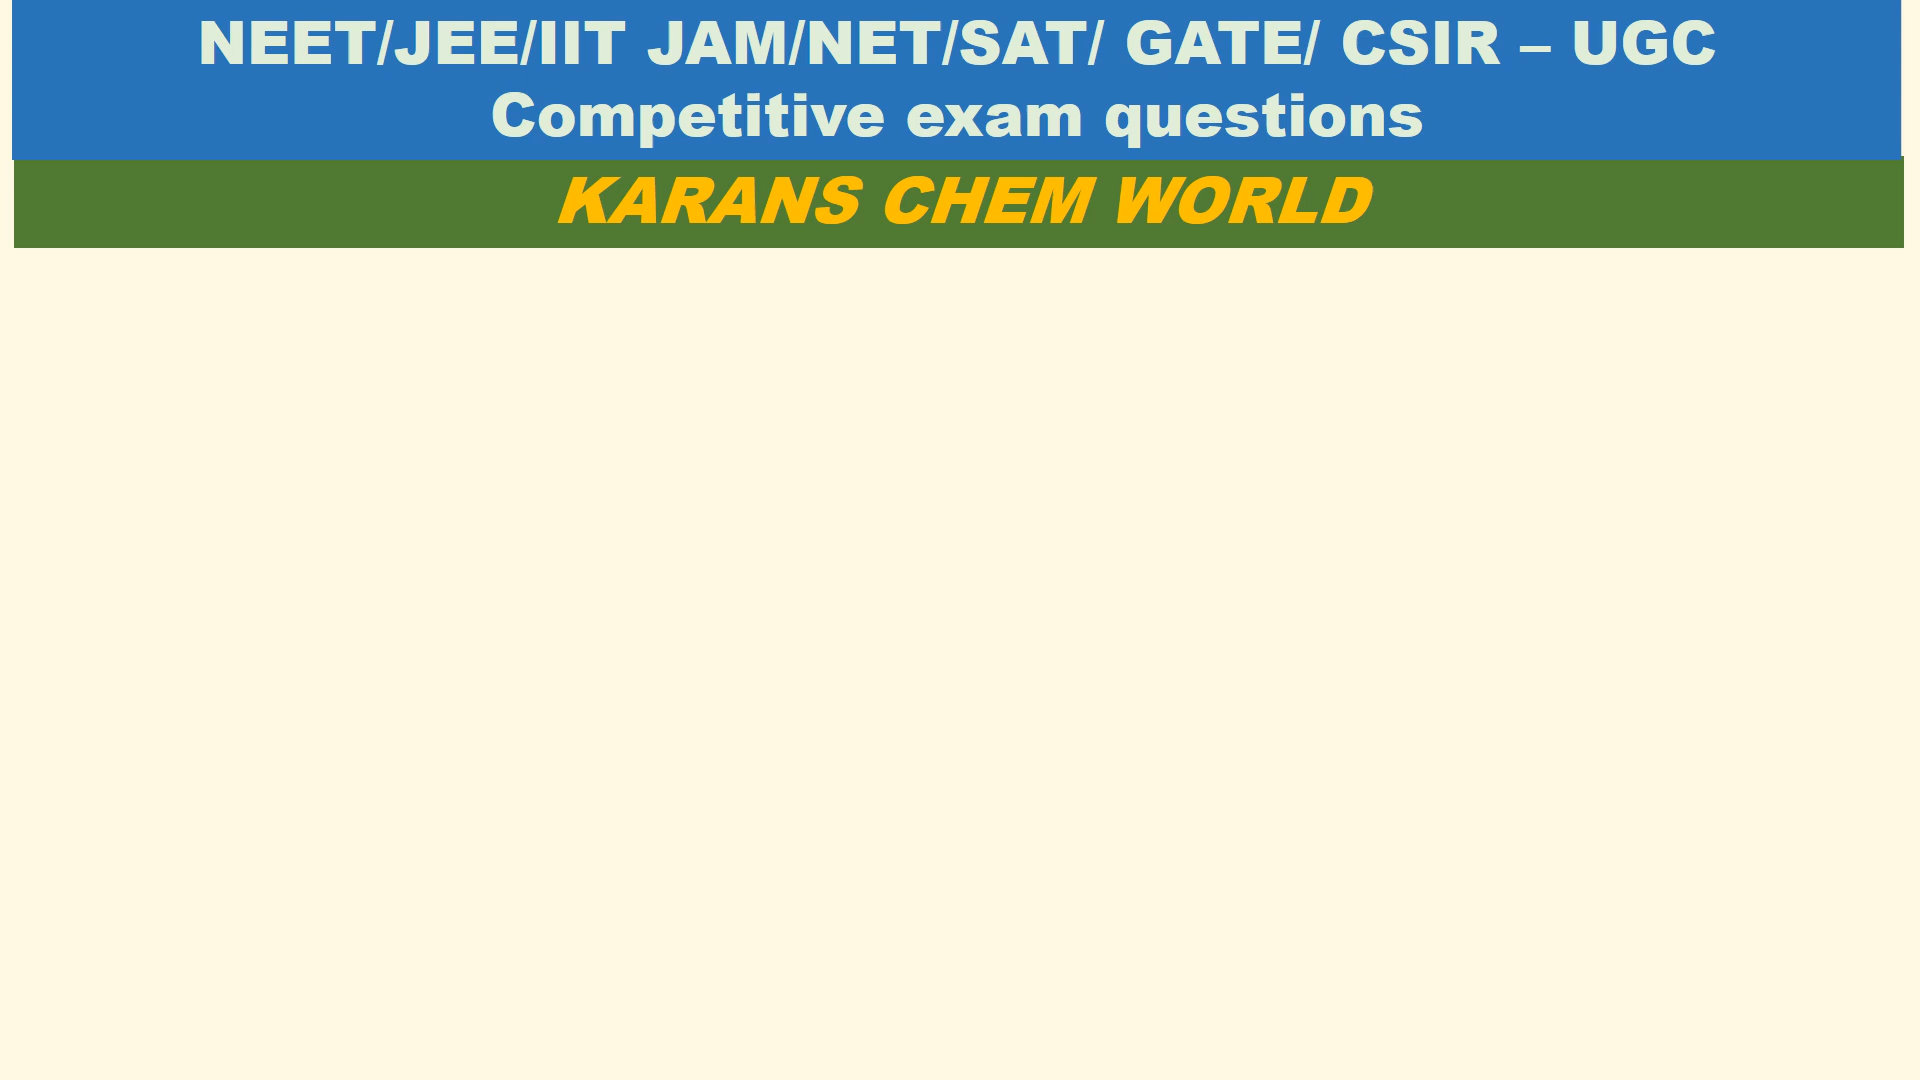 NEET/JEE/IIT JAM/NET/SAT/ GATE/ CSIR – UGC
Competitive exam questions
KARANS CHEM WORLD